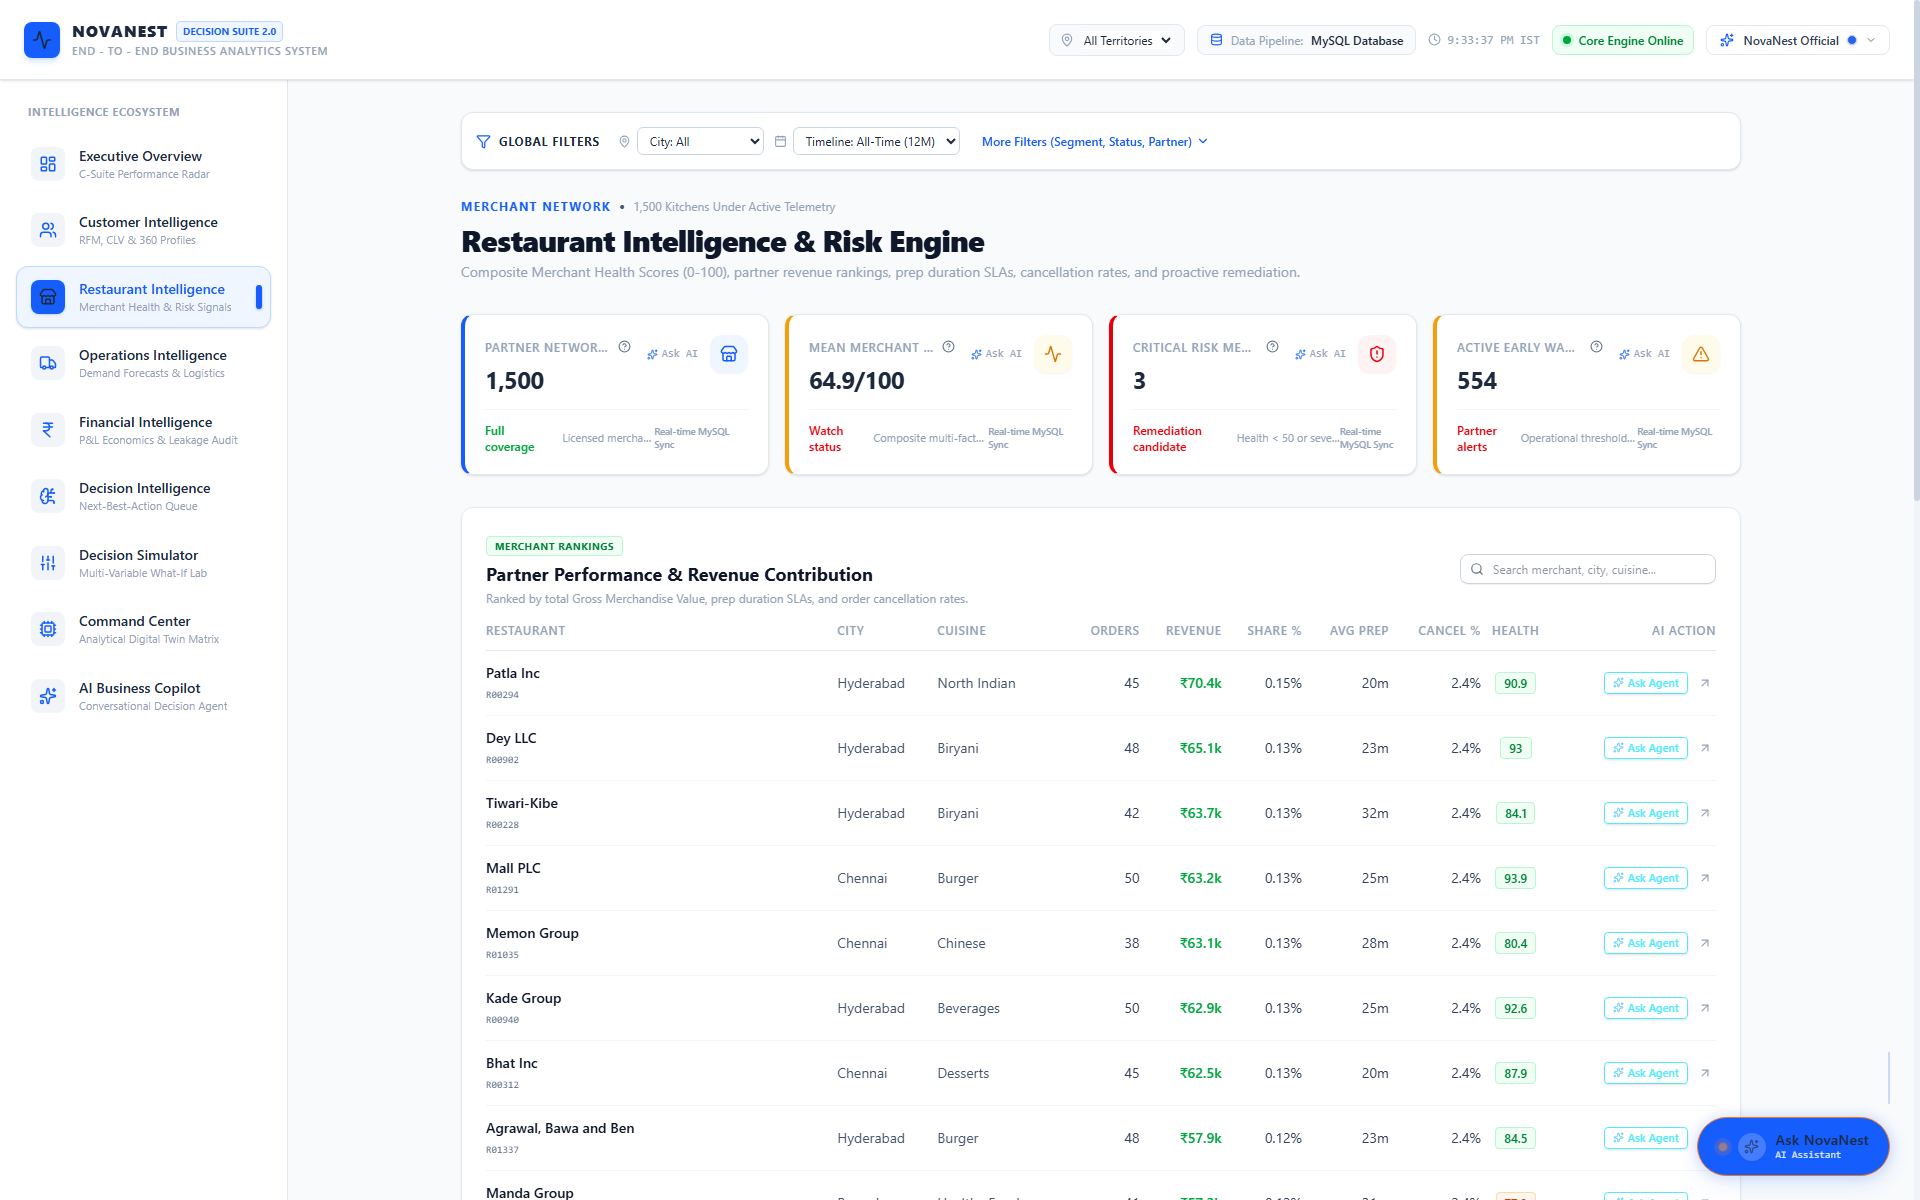 NOVANEST DECISION SUITE 2.0
END - TO - END BUSINESS ANALYTICS SYSTEM
All Territories
Data Pipeline: MySQL Database
9:33:37 PM IST
Core Engine Online
NovaNest Official
INTELLIGENCE ECOSYSTEM
Executive Overview
C-Suite Performance Radar
Customer Intelligence
RFM, CLV & 360 Profiles
Restaurant Intelligence
Merchant Health & Risk Signals
Operations Intelligence
Demand Forecasts & Logistics
Financial Intelligence
P&L Economics & Leakage Audit
Decision Intelligence
Next-Best-Action Queue
Decision Simulator
Multi-Variable What-If Lab
Command Center
Analytical Digital Twin Matrix
AI Business Copilot
Conversational Decision Agent
GLOBAL FILTERS
City: All
Timeline: All-Time (12M)
More Filters (Segment, Status, Partner)
MERCHANT NETWORK • 1,500 Kitchens Under Active Telemetry
Restaurant Intelligence & Risk Engine
Composite Merchant Health Scores (0-100), partner revenue rankings, prep duration SLAs, cancellation rates, and proactive remediation.
PARTNER NETWOR... Ask AI
1,500
Full coverage
Licensed mercha...
Real-time MySQL Sync
MEAN MERCHANT ... Ask AI
64.9/100
Watch status
Composite multi-fact...
Real-time MySQL Sync
CRITICAL RISK ME... Ask AI
3
Remediation candidate
Health < 50 or seve...
Real-time MySQL Sync
ACTIVE EARLY WA... Ask AI
554
Partner alerts
Operational threshold...
Real-time MySQL Sync
MERCHANT RANKINGS
Partner Performance & Revenue Contribution
Ranked by total Gross Merchandise Value, prep duration SLAs, and order cancellation rates.
Search merchant, city, cuisine...
RESTAURANT CITY CUISINE ORDERS REVENUE SHARE % AVG PREP CANCEL % HEALTH AI ACTION
Patla Inc
R00294
Hyderabad North Indian 45 ₹70.4k 0.15% 20m 2.4% 90.9 Ask Agent
Dey LLC
R00902
Hyderabad Biryani 48 ₹65.1k 0.13% 23m 2.4% 93 Ask Agent
Tiwari-Kibe
R00228
Hyderabad Biryani 42 ₹63.7k 0.13% 32m 2.4% 84.1 Ask Agent
Mall PLC
R01291
Chennai Burger 50 ₹63.2k 0.13% 25m 2.4% 93.9 Ask Agent
Memon Group
R01035
Chennai Chinese 38 ₹63.1k 0.13% 28m 2.4% 80.4 Ask Agent
Kade Group
R00940
Hyderabad Beverages 50 ₹62.9k 0.13% 25m 2.4% 92.6 Ask Agent
Bhat Inc
R00312
Chennai Desserts 45 ₹62.5k 0.13% 20m 2.4% 87.9 Ask Agent
Agrawal, Bawa and Ben
R01337
Hyderabad Burger 48 ₹57.9k 0.12% 23m 2.4% 84.5 Ask Agent
Manda Group
Ask NovaNest
AI Assistant